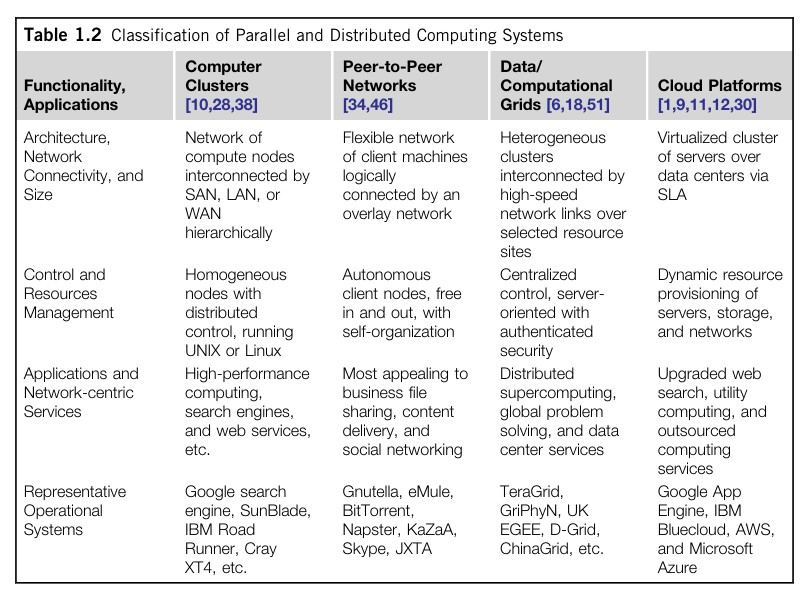 Table 1.2 Classification of Parallel and Distributed Computing Systems
Functionality,
Applications
Computer
Clusters
[10,28,38]
Peer-to-Peer
Networks
[34,46]
Data/
Computational
Grids [6,18,51]
Cloud Platforms
[1,9,11,12,30]
Architecture,
Network
Connectivity, and
Size
Network of
compute nodes
interconnected by
SAN, LAN, or
WAN
hierarchically
Flexible network
of client machines
logically
connected by an
overlay network
Heterogeneous
clusters
interconnected by
high-speed
network links over
selected resource
sites
Virtualized cluster
of servers over
data centers via
SLA
Control and
Resources
Management
Homogeneous
nodes with
distributed
control, running
UNIX or Linux
Autonomous
client nodes, free
in and out, with
self-organization
Centralized
control, server-
oriented with
authenticated
security
Dynamic resource
provisioning of
servers, storage,
and networks
Applications and
Network-centric
Services
High-performance
computing,
search engines,
and web services,
etc.
Most appealing to
business file
sharing, content
delivery, and
social networking
Distributed
supercomputing,
global problem
solving, and data
center services
Upgraded web
search, utility
computing, and
outsourced
computing
services
Representative
Operational
Systems
Google search
engine, SunBlade,
IBM Road
Runner, Cray
XT4, etc.
Gnutella, eMule,
BitTorrent,
Napster, KaZaA,
Skype, JXTA
TeraGrid,
GriPhyN, UK
EGEE, D-Grid,
ChinaGrid, etc.
Google App
Engine, IBM
Bluecloud, AWS,
and Microsoft
Azure